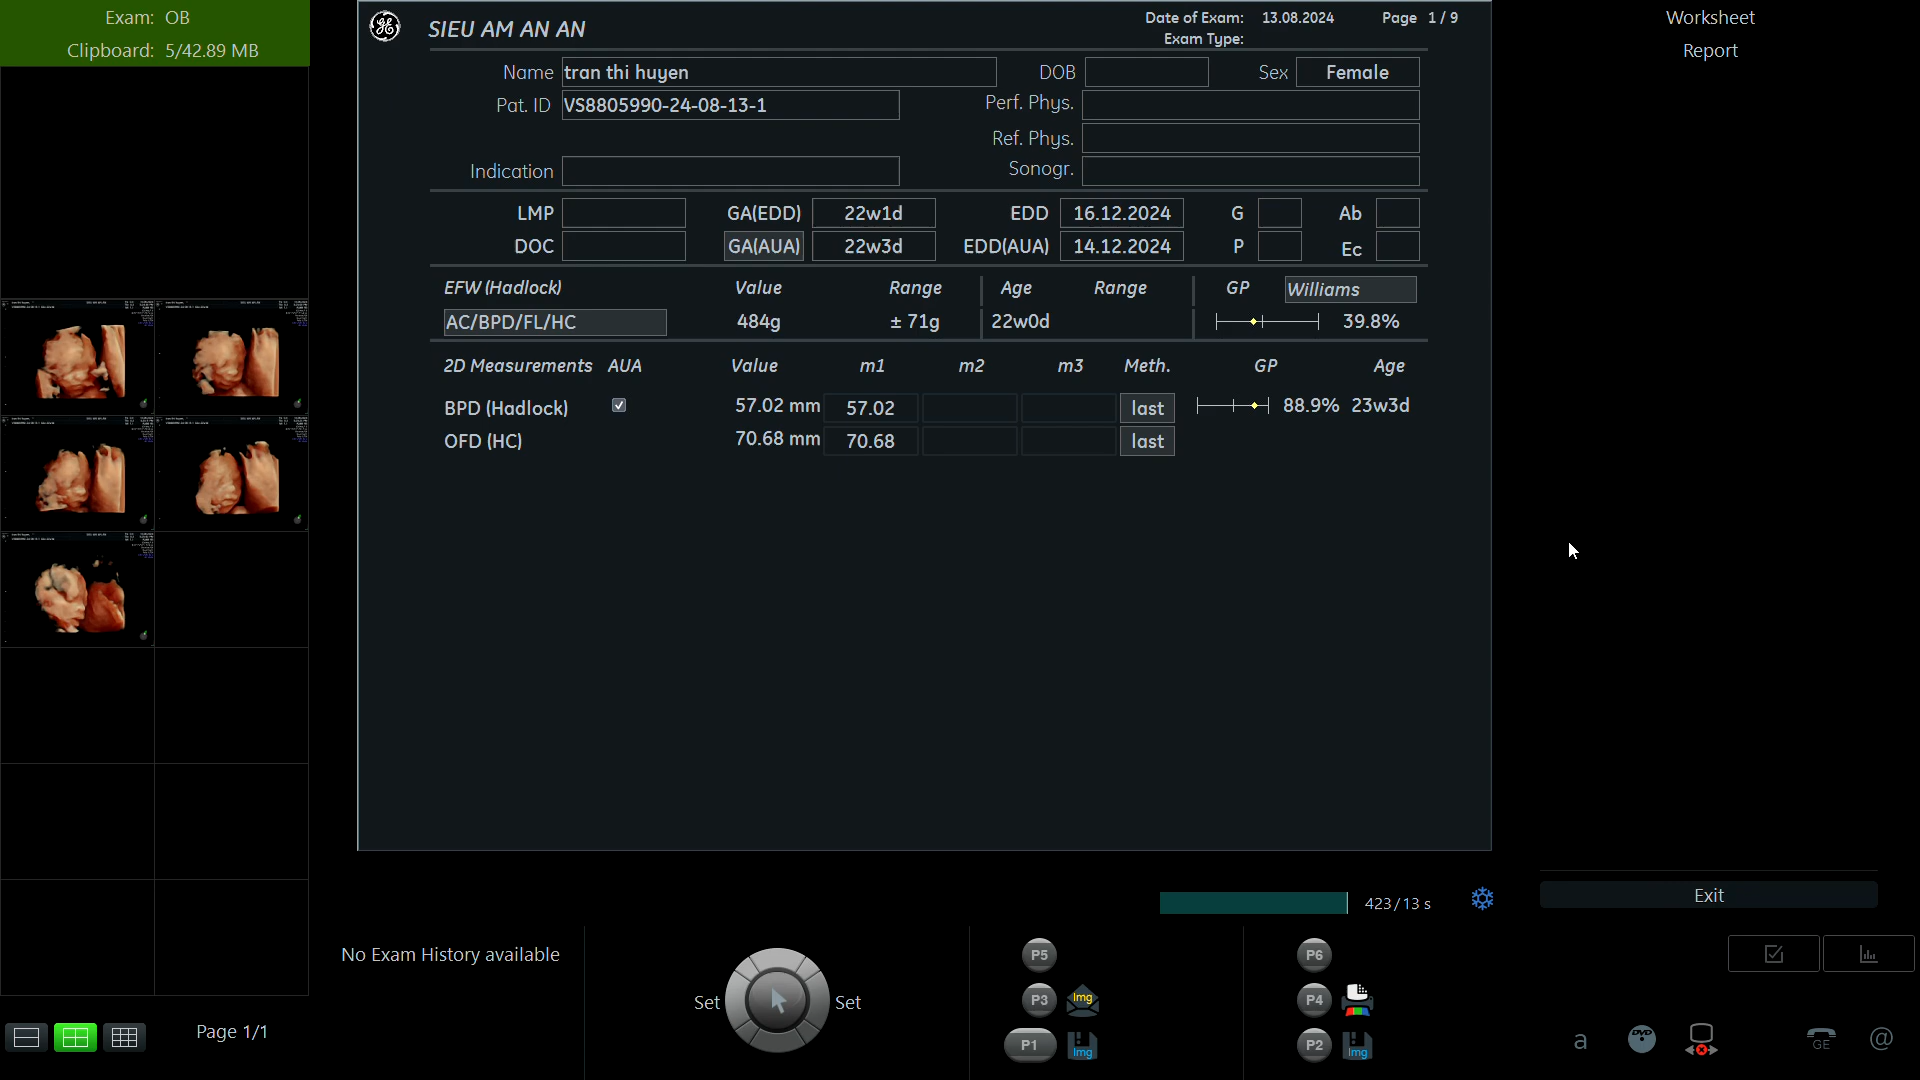 Exam: OB
Clipboard: 5/42.89 MB
SIEU AM AN AN
Date of Exam: 13.08.2024 Page 1 / 9
Exam Type:
Name tran thi huyen DOB Sex Female
Pat. ID VS8805990-24-08-13-1 Perf. Phys.
Ref. Phys.
Indication Sonogr.
LMP GA(EDD) 22w1d EDD 16.12.2024 G Ab
DOC GA(AUA) 22w3d EDD(AUA) 14.12.2024 P Ec
EFW (Hadlock) Value Range Age Range GP Williams
AC/BPD/FL/HC 484g ± 71g 22w0d 39.8%
2D Measurements AUA Value m1 m2 m3 Meth. GP Age
BPD (Hadlock) 57.02 mm 57.02 last 88.9% 23w3d
OFD (HC) 70.68 mm 70.68 last
Worksheet
Report
423/13 s
Exit
No Exam History available
Set Set
P5
P3 Img
P1 Img
P6
P4
P2 Img
Page 1/1
a DVD GE @